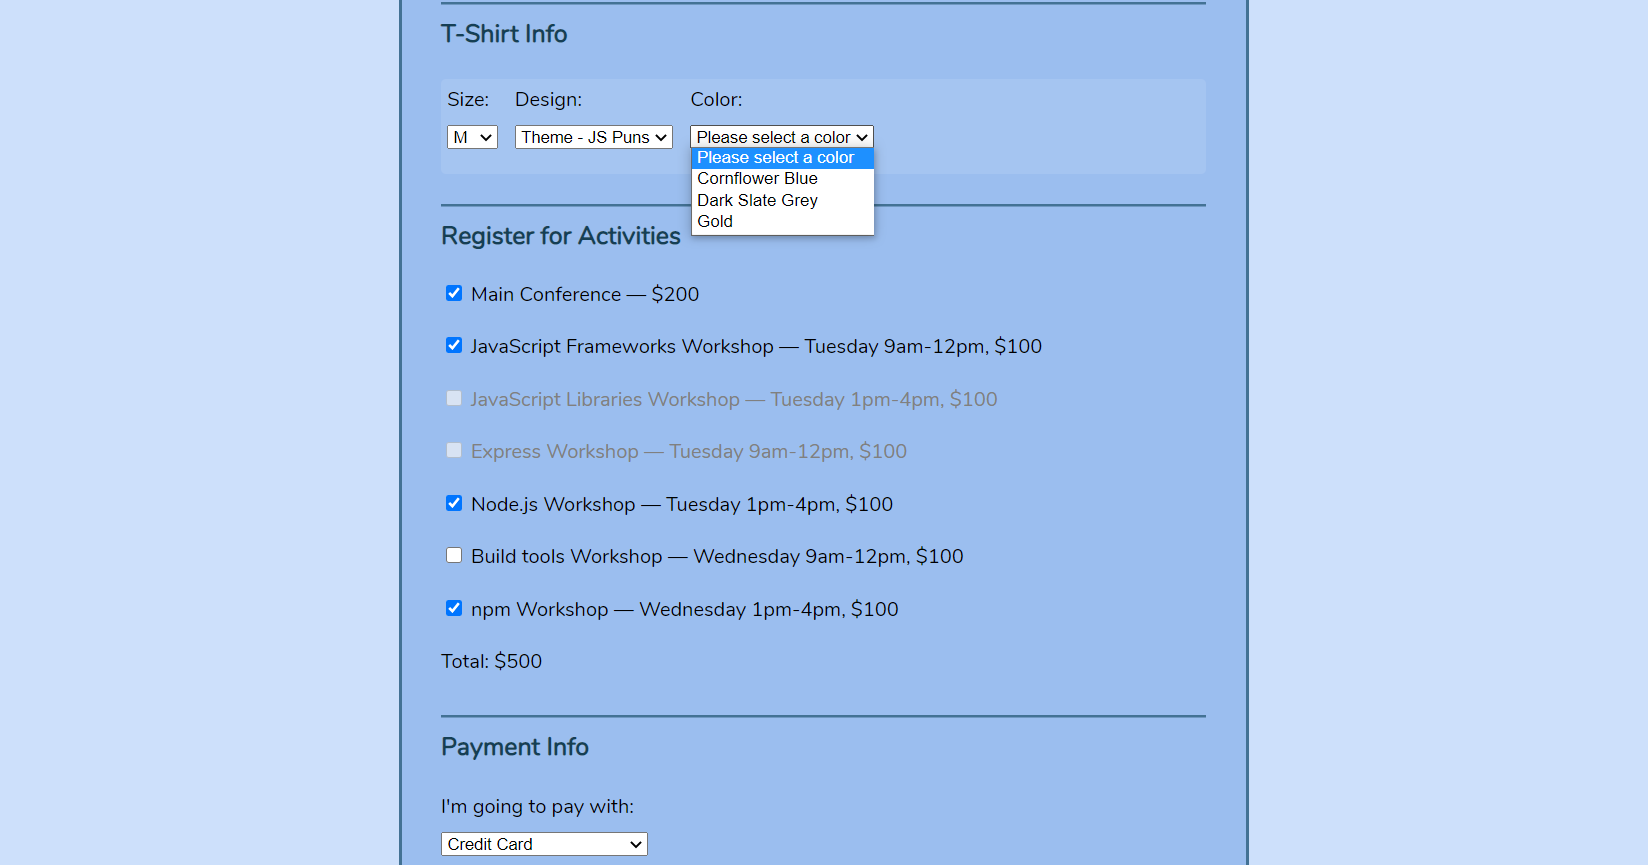 T-Shirt Info
Size: Design: Color:
M Theme - JS Puns Please select a color
Please select a color
Cornflower Blue
Dark Slate Grey
Gold
Register for Activities
Main Conference — $200
JavaScript Frameworks Workshop — Tuesday 9am-12pm, $100
JavaScript Libraries Workshop — Tuesday 1pm-4pm, $100
Express Workshop — Tuesday 9am-12pm, $100
Node.js Workshop — Tuesday 1pm-4pm, $100
Build tools Workshop — Wednesday 9am-12pm, $100
npm Workshop — Wednesday 1pm-4pm, $100
Total: $500
Payment Info
I'm going to pay with:
Credit Card